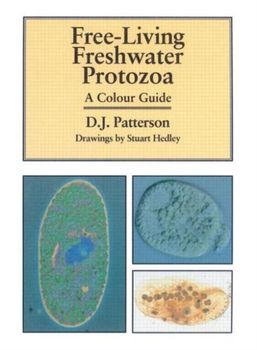 Free-Living
Freshwater
Protozoa
A Colour Guide
D.J. Patterson
Drawings by Stuart Hedley